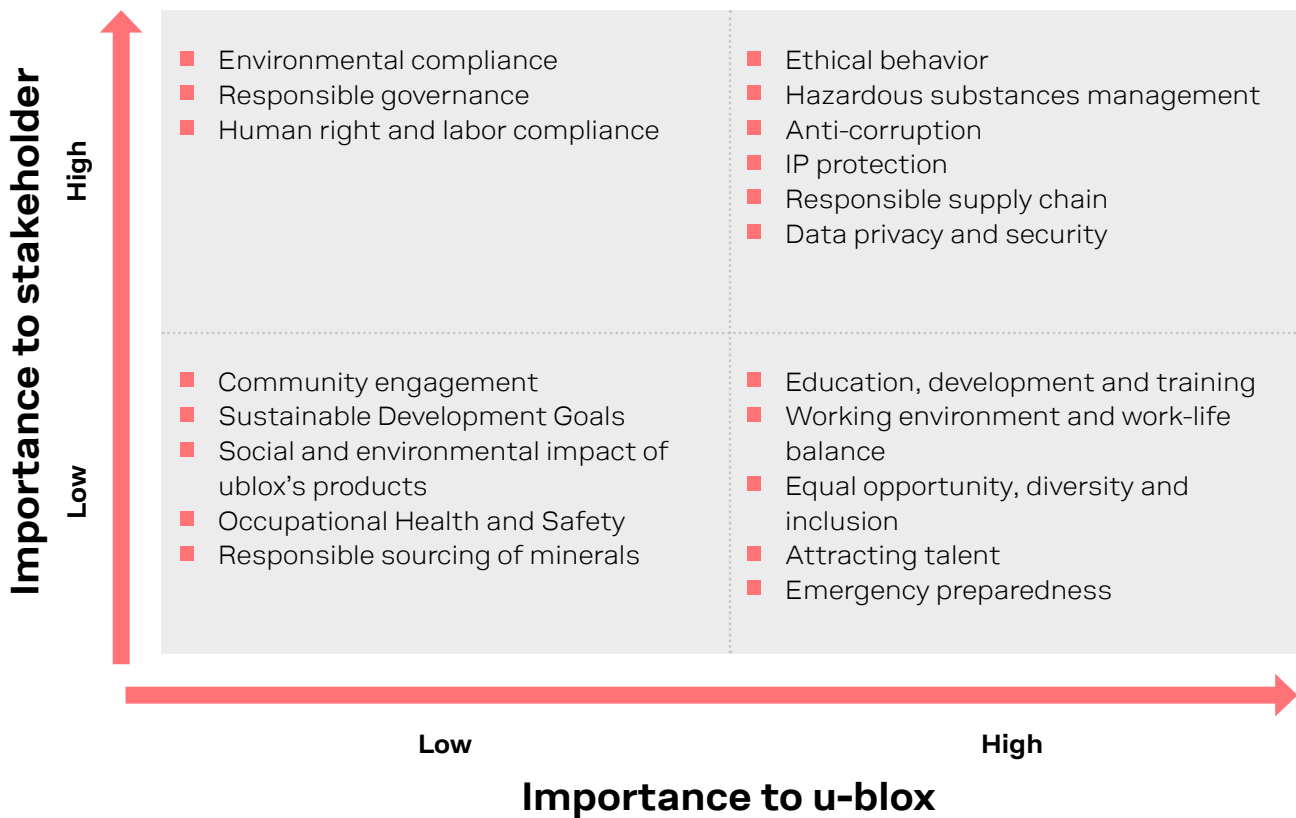 Importance to stakeholder
High
Low
Environmental compliance
Responsible governance
Human right and labor compliance
Ethical behavior
Hazardous substances management
Anti-corruption
IP protection
Responsible supply chain
Data privacy and security
Community engagement
Sustainable Development Goals
Social and environmental impact of
ublox’s products
Occupational Health and Safety
Responsible sourcing of minerals
Education, development and training
Working environment and work-life
balance
Equal opportunity, diversity and
inclusion
Attracting talent
Emergency preparedness
Low
High
Importance to u-blox